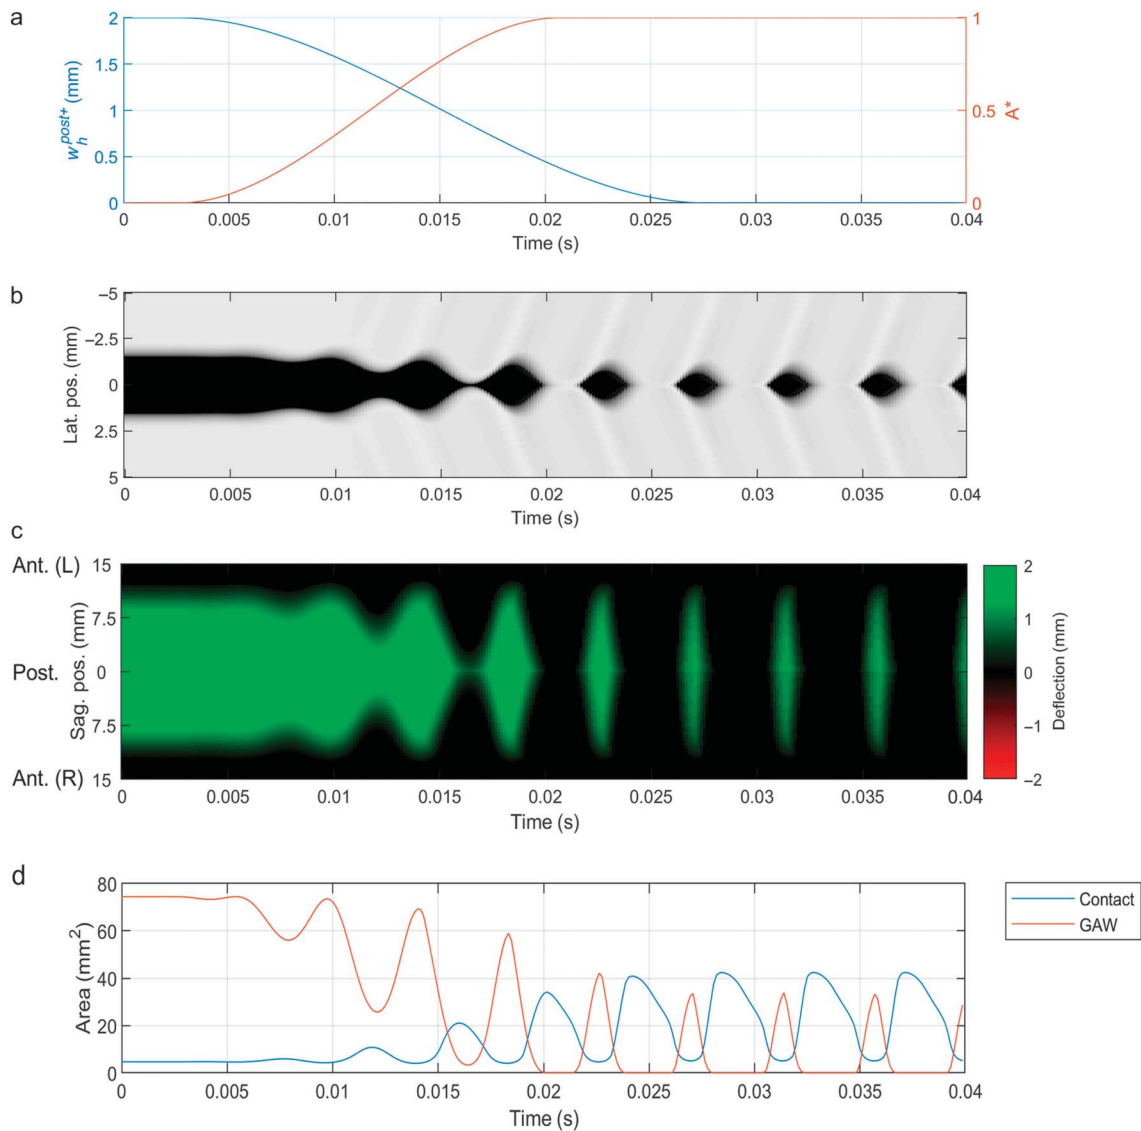 a
2
1.5
1
0.5
0
w_h^{post+} (mm)
1
0.5
0
A*
0 0.005 0.01 0.015 0.02 0.025 0.03 0.035 0.04
Time (s)
b
–5
–2.5
0
2.5
5
Lat. pos. (mm)
0 0.005 0.01 0.015 0.02 0.025 0.03 0.035 0.04
Time (s)
c
Ant. (L) 15
7.5
Post. 0
7.5
Ant. (R) 15
Sag. pos. (mm)
0 0.005 0.01 0.015 0.02 0.025 0.03 0.035 0.04
Time (s)
2
1
0
–1
–2
Deflection (mm)
d
80
60
40
20
0
Area (mm²)
0 0.005 0.01 0.015 0.02 0.025 0.03 0.035 0.04
Time (s)
Contact
GAW